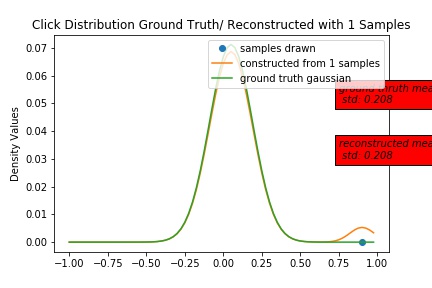 Click Distribution Ground Truth/ Reconstructed with 1 Samples
samples drawn
constructed from 1 samples
ground truth gaussian
ground thruth mea
std: 0.208
reconstructed mea
std: 0.208
Density Values
0.07
0.06
0.05
0.04
0.03
0.02
0.01
0.00
−1.00 −0.75 −0.50 −0.25 0.00 0.25 0.50 0.75 1.00